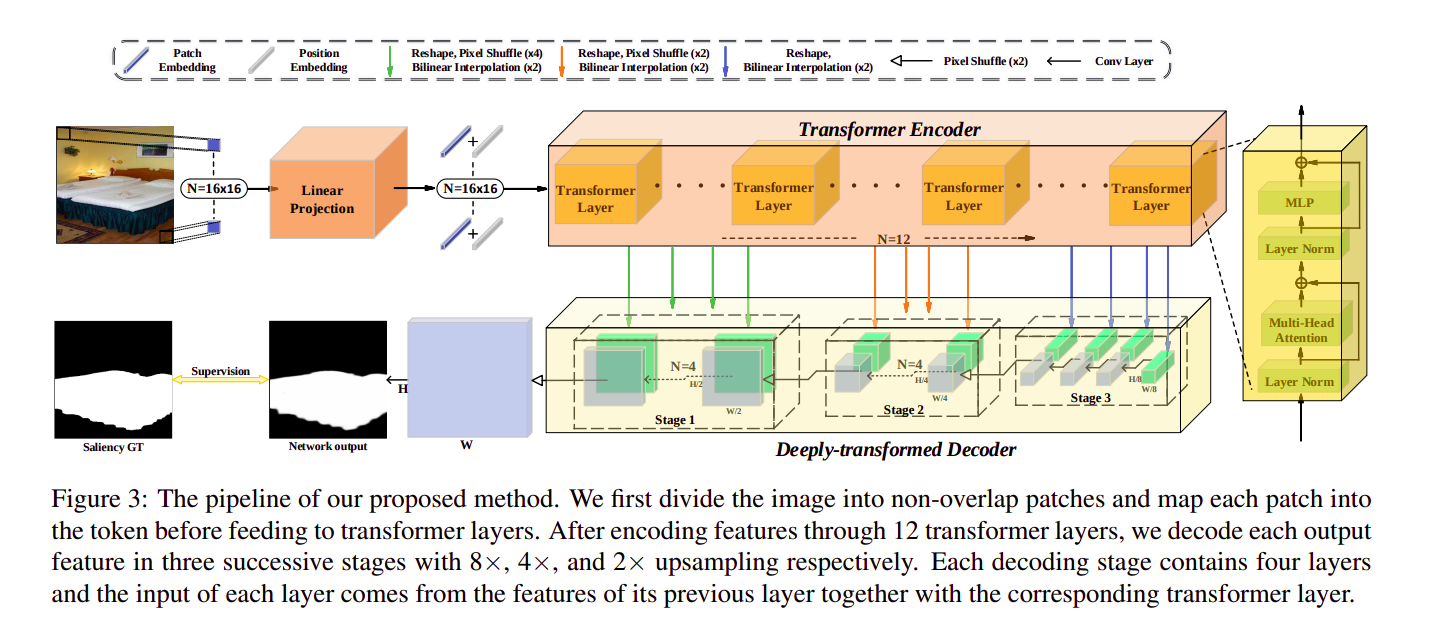 Patch
Embedding
Position
Embedding
Reshape, Pixel Shuffle (x4)
Bilinear Interpolation (x2)
Reshape, Pixel Shuffle (x2)
Bilinear Interpolation (x2)
Reshape,
Bilinear Interpolation (x2)
Pixel Shuffle (x2)
Conv Layer
N=16x16
Linear
Projection
+
N=16x16
+
Transformer Encoder
Transformer
Layer
Transformer
Layer
Transformer
Layer
Transformer
Layer
N=12
MLP
Layer Norm
Multi-Head
Attention
Layer Norm
Supervision
Saliency GT
Network output
H
W
N=4
H/2
W/2
Stage 1
N=4
H/4
W/4
Stage 2
H/8
W/8
Stage 3
Deeply-transformed Decoder
Figure 3: The pipeline of our proposed method. We first divide the image into non-overlap patches and map each patch into
the token before feeding to transformer layers. After encoding features through 12 transformer layers, we decode each output
feature in three successive stages with 8×, 4×, and 2× upsampling respectively. Each decoding stage contains four layers
and the input of each layer comes from the features of its previous layer together with the corresponding transformer layer.